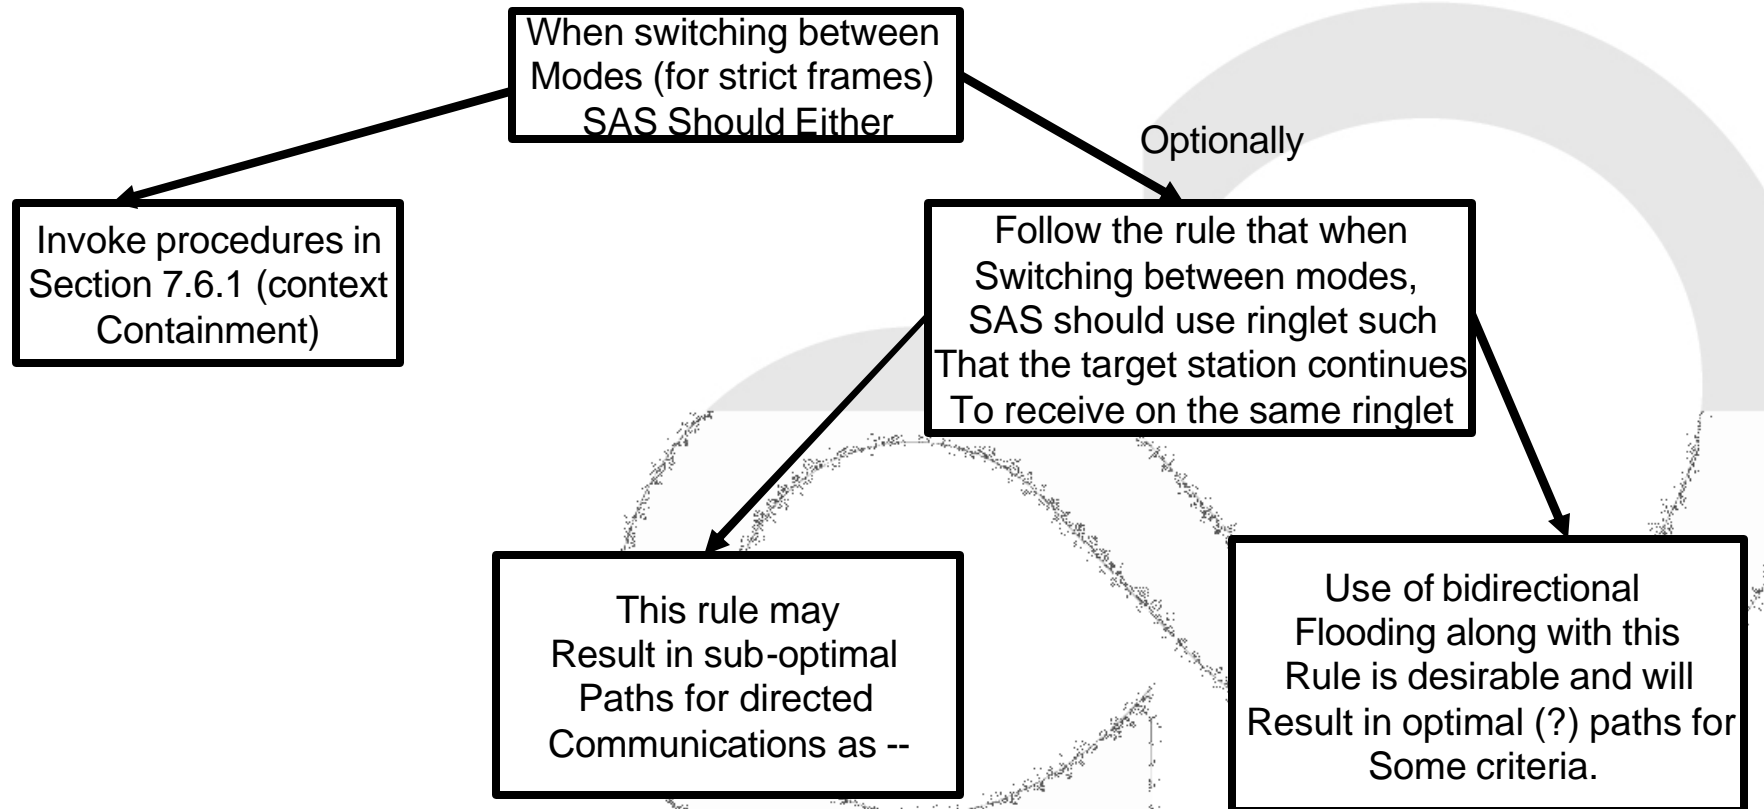 When switching between
Modes (for strict frames)
SAS Should Either
Optionally
Invoke procedures in
Section 7.6.1 (context
Containment)
Follow the rule that when
Switching between modes,
SAS should use ringlet such
That the target station continues
To receive on the same ringlet
This rule may
Result in sub-optimal
Paths for directed
Communications as --
Use of bidirectional
Flooding along with this
Rule is desirable and will
Result in optimal (?) paths for
Some criteria.